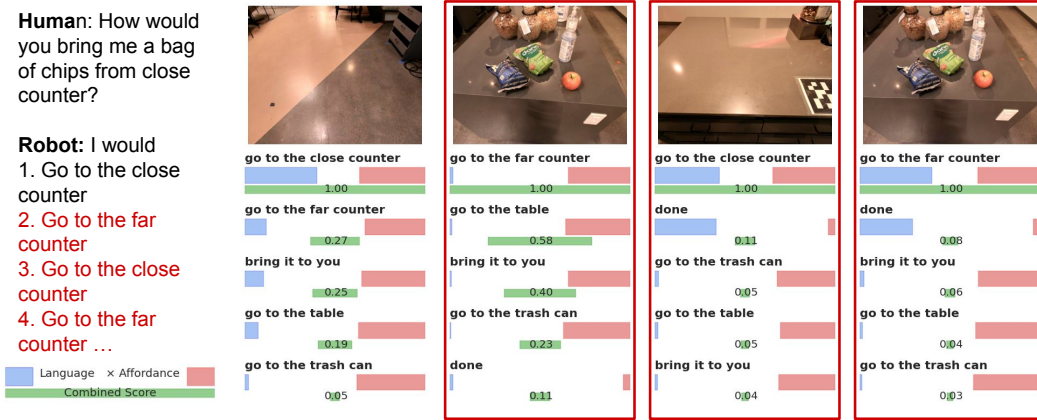 Human: How would
you bring me a bag
of chips from close
counter?
Robot: I would
1. Go to the close
counter
2. Go to the far
counter
3. Go to the close
counter
4. Go to the far
counter …
Language × Affordance
Combined Score
go to the close counter
1.00
go to the far counter
0.27
bring it to you
0.25
go to the table
0.19
go to the trash can
0.05
go to the far counter
1.00
go to the table
0.58
bring it to you
0.40
go to the trash can
0.23
done
0.11
go to the close counter
1.00
done
0.11
go to the trash can
0.05
go to the table
0.05
bring it to you
0.04
go to the far counter
1.00
done
0.08
bring it to you
0.06
go to the table
0.04
go to the trash can
0.03